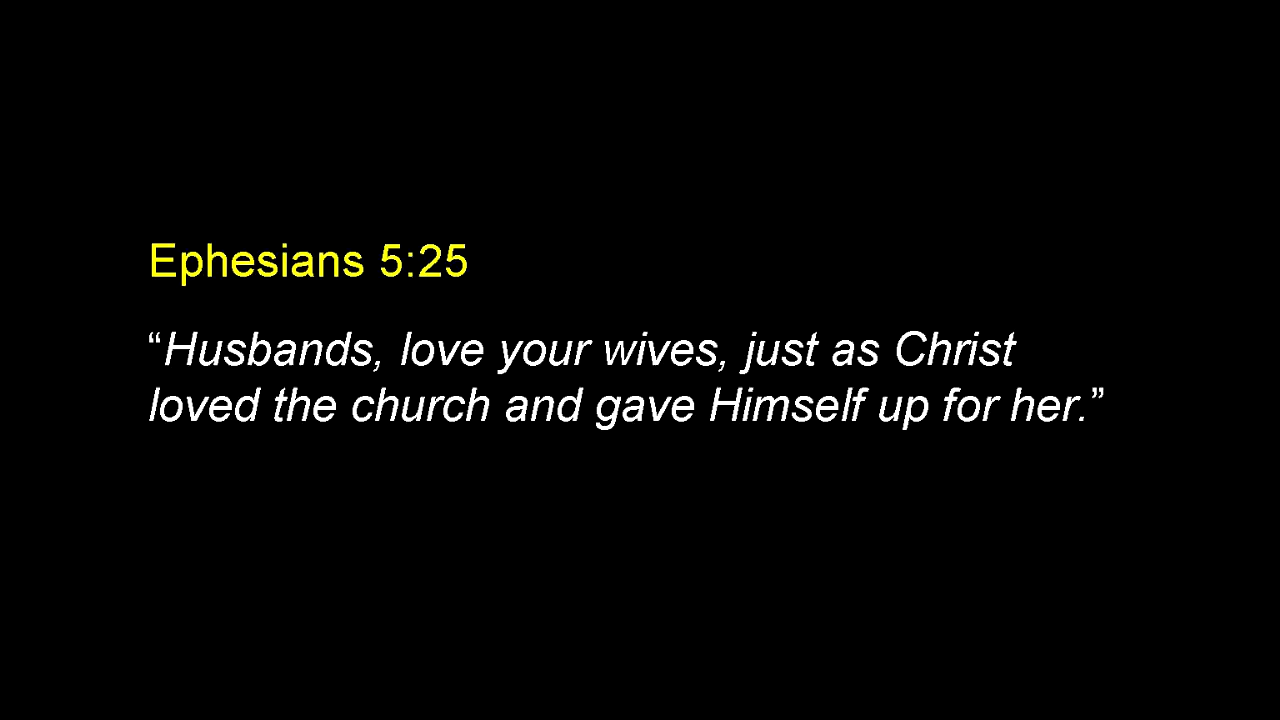 Ephesians 5:25
“Husbands, love your wives, just as Christ
loved the church and gave Himself up for her.”